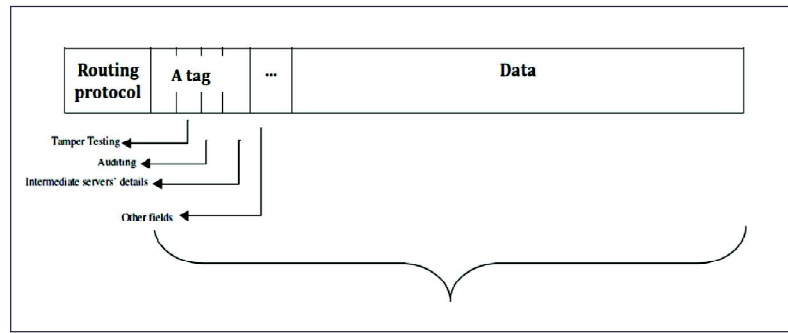 Routing
protocol
A tag
...
Data
Tamper Testing
Auditing
Intermediate servers' details
Other fields